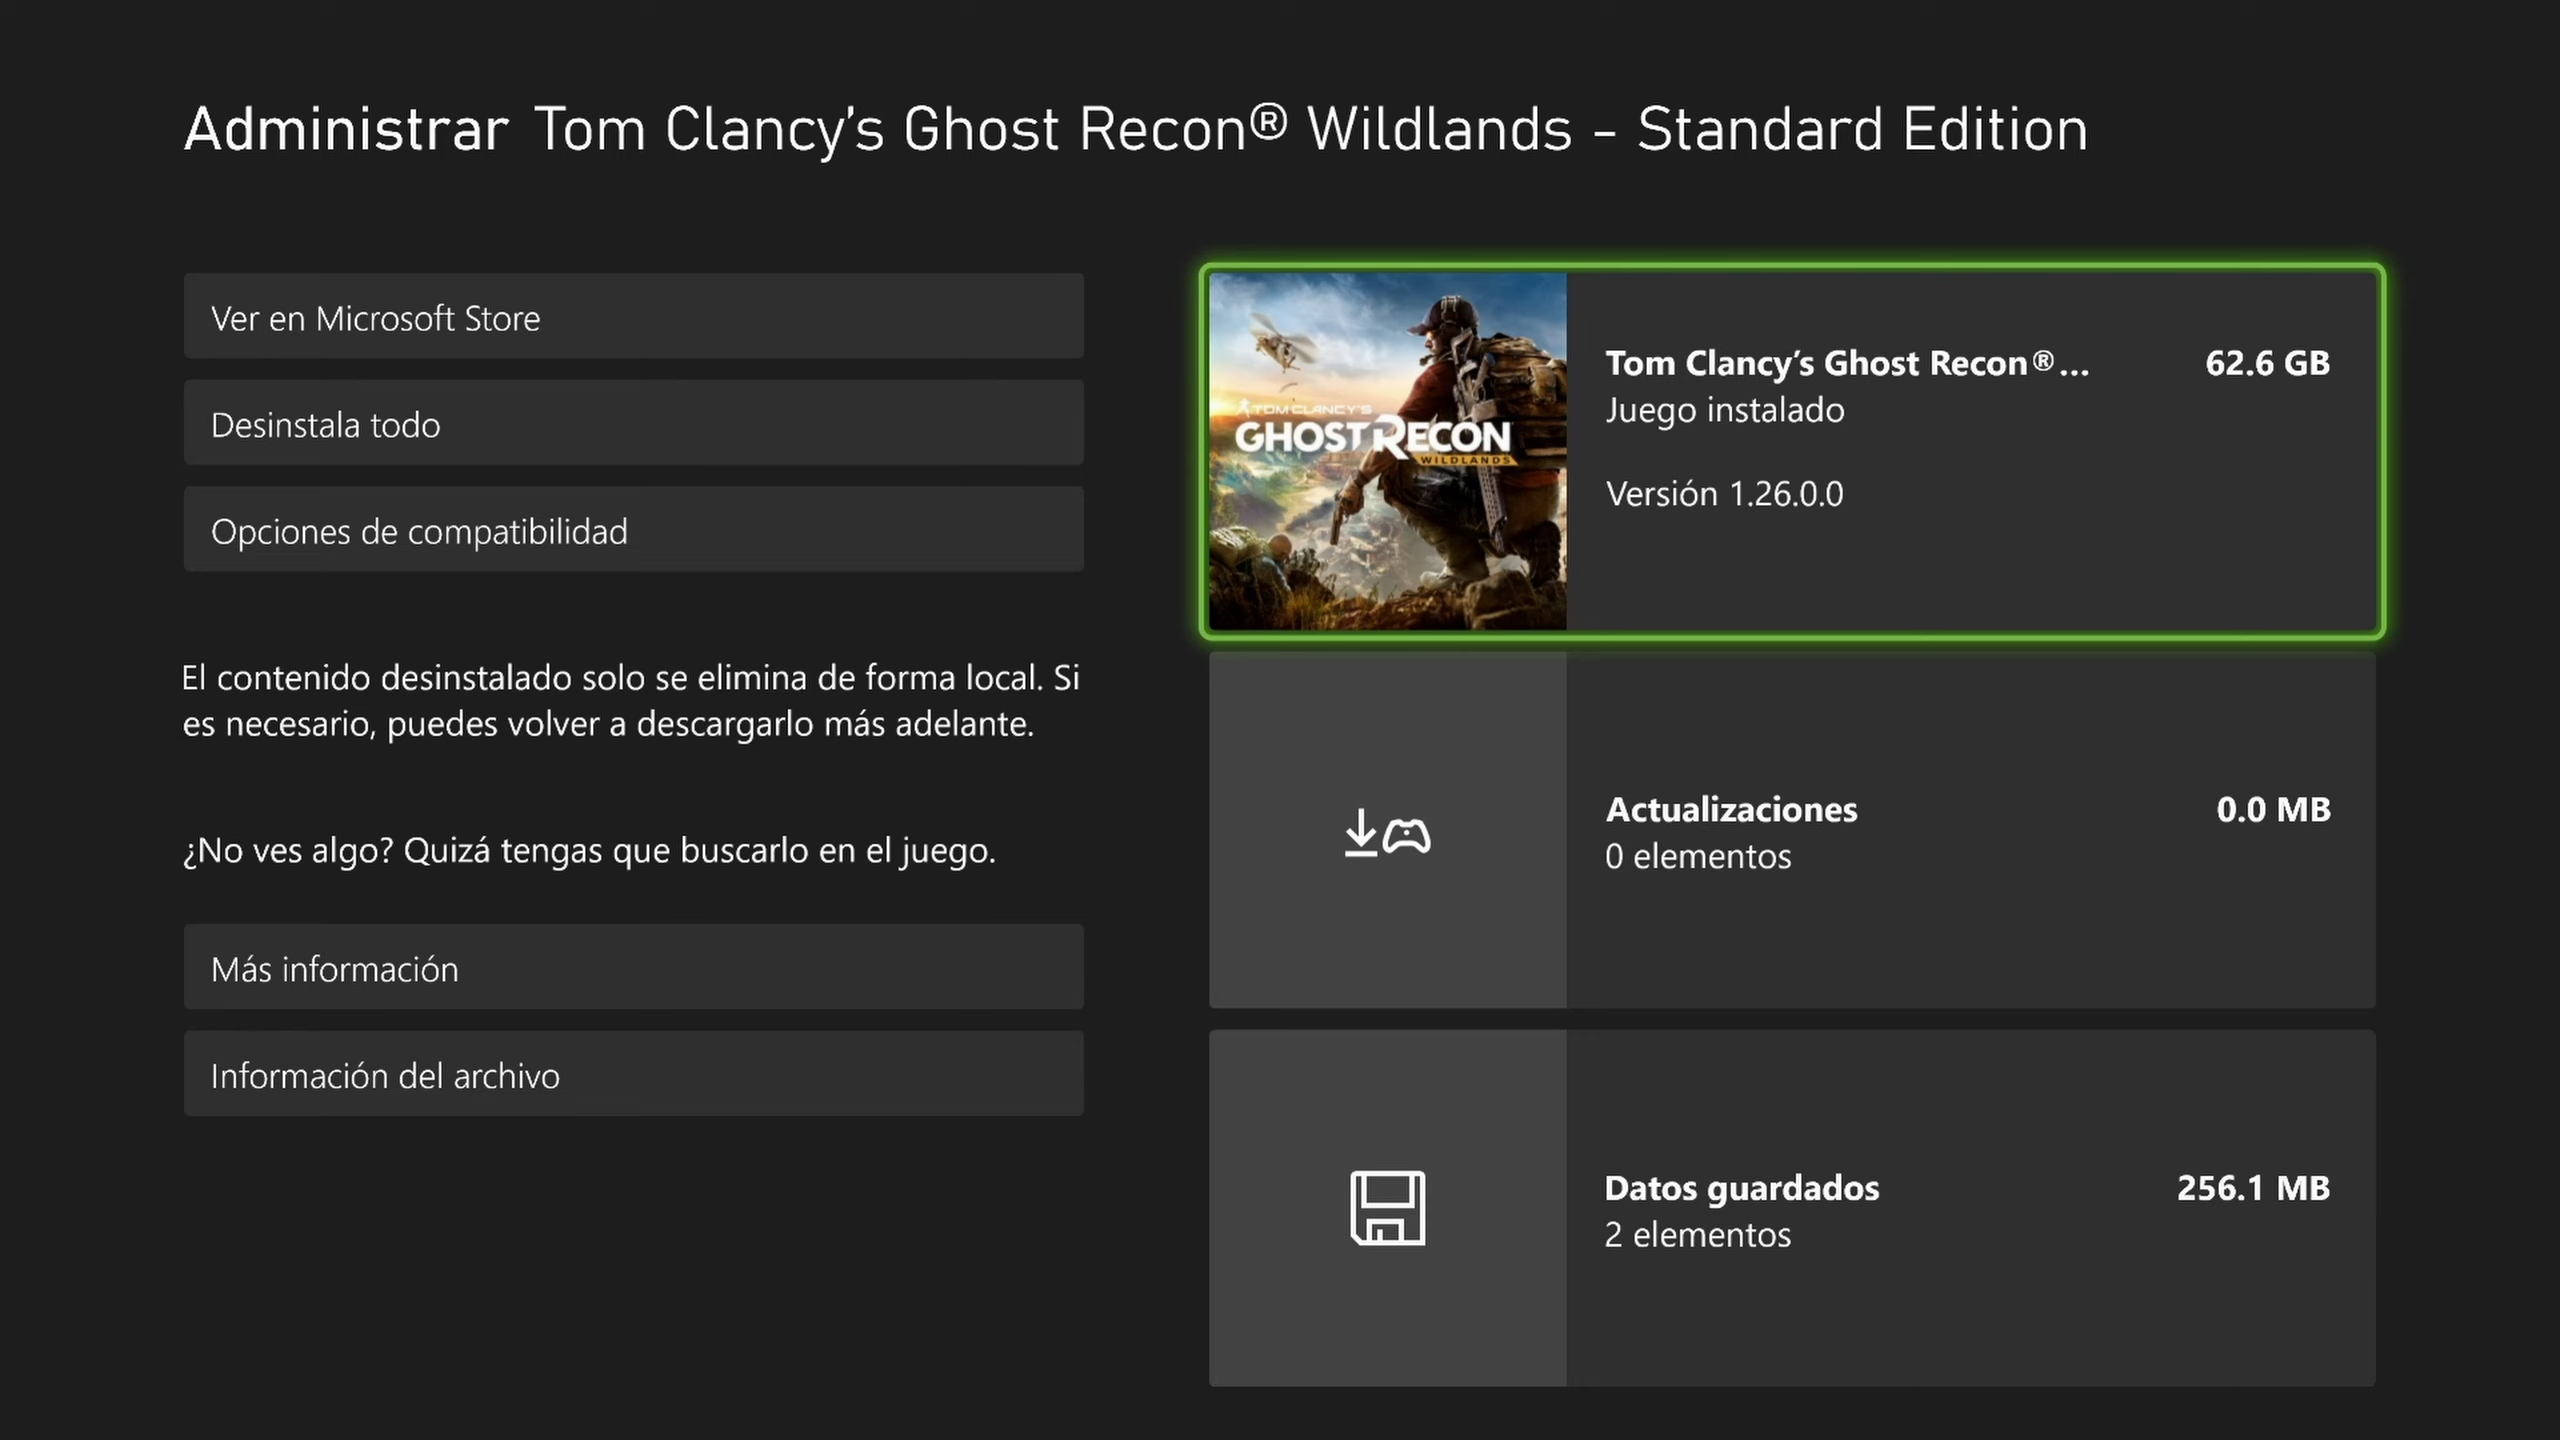 Administrar Tom Clancy’s Ghost Recon® Wildlands - Standard Edition
Ver en Microsoft Store
Desinstala todo
Opciones de compatibilidad
El contenido desinstalado solo se elimina de forma local. Si
es necesario, puedes volver a descargarlo más adelante.
¿No ves algo? Quizá tengas que buscarlo en el juego.
Más información
Información del archivo
TOM CLANCY'S
GHOST RECON
WILDLANDS
Tom Clancy’s Ghost Recon®... 62.6 GB
Juego instalado
Versión 1.26.0.0
Actualizaciones 0.0 MB
0 elementos
Datos guardados 256.1 MB
2 elementos